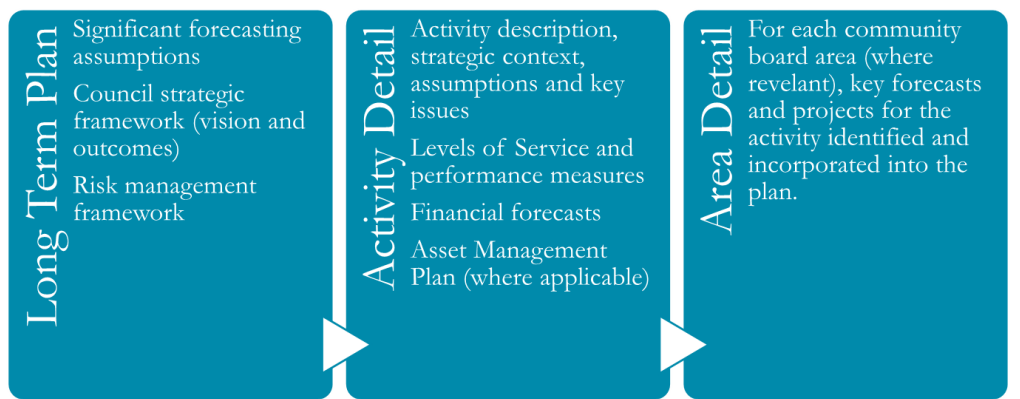 Long Term Plan
Significant forecasting
assumptions
Council strategic
framework (vision and
outcomes)
Risk management
framework
Activity Detail
Activity description,
strategic context,
assumptions and key
issues
Levels of Service and
performance measures
Financial forecasts
Asset Management
Plan (where applicable)
Area Detail
For each community
board area (where
revelant), key forecasts
and projects for the
activity identified and
incorporated into the
plan.